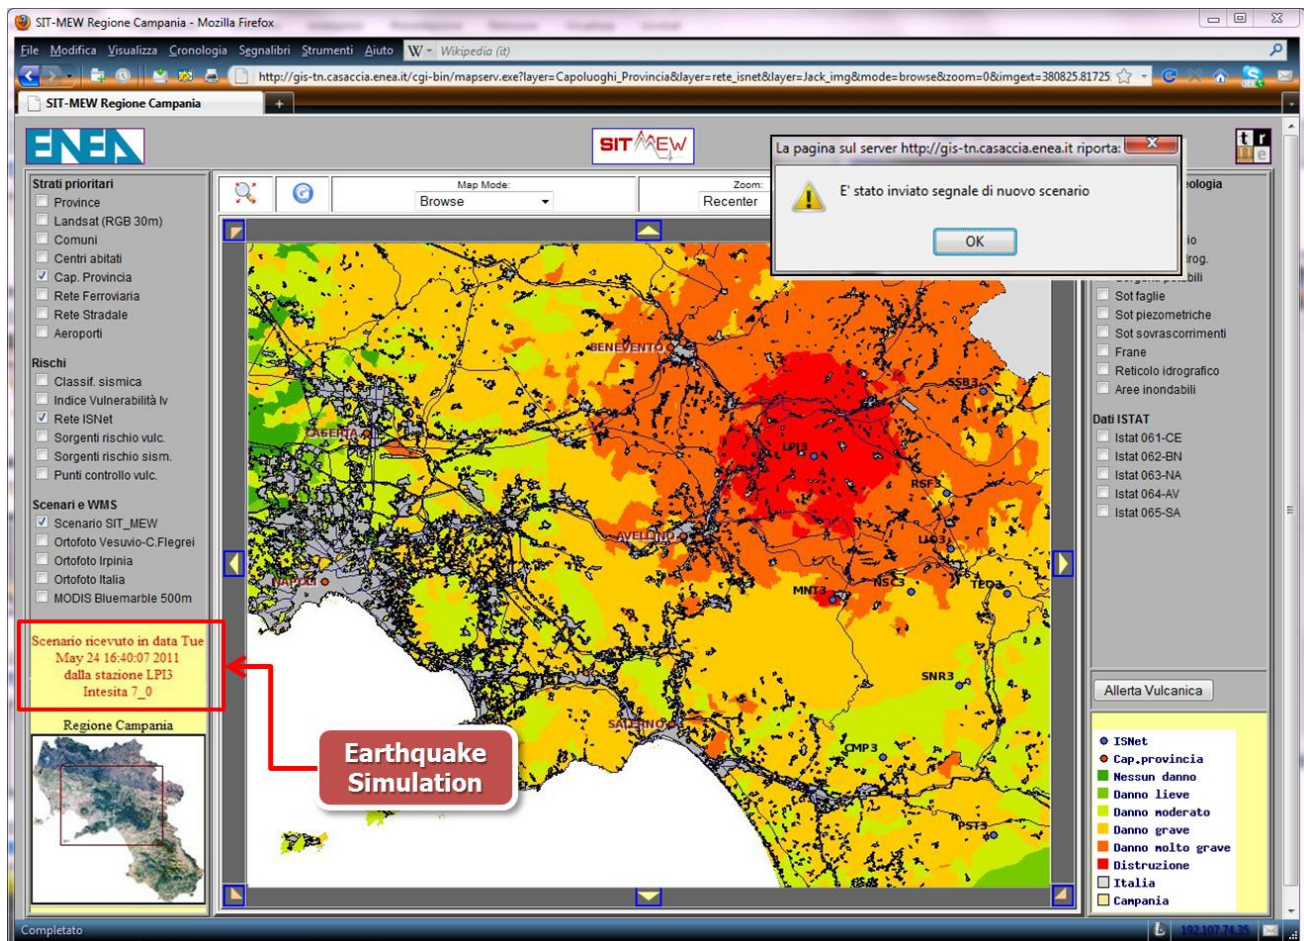 SIT-MEW Regione Campania - Mozilla Firefox
File Modifica Visualizza Cronologia Segnalibri Strumenti Aiuto W Wikipedia (it)
http://gis-tn.casaccia.enea.it/cgi-bin/mapserv.exe?layer=Capoluoghi_Provincia&layer=rete_isnet&layer=Jack_img&mode=browse&zoom=0&imgext=380825.81725
SIT-MEW Regione Campania
ENEA
SIT MEW
t r
e
La pagina sul server http://gis-tn.casaccia.enea.it riporta:
E' stato inviato segnale di nuovo scenario
OK
Strati prioritari
Province
Landsat (RGB 30m)
Comuni
Centri abitati
Cap. Provincia
Rete Ferroviaria
Rete Stradale
Aeroporti
Rischi
Classif. sismica
Indice Vulnerabilità Iv
Rete ISNet
Sorgenti rischio vulc.
Sorgenti rischio sism.
Punti controllo vulc.
Scenari e WMS
Scenario SIT_MEW
Ortofoto Vesuvio-C.Flegrei
Ortofoto Irpinia
Ortofoto Italia
MODIS Bluemarble 500m
Scenario ricevuto in data Tue
May 24 16:40:07 2011
dalla stazione LPI3
Intesita 7_0
Regione Campania
Map Mode:
Browse
Zoom:
Recenter
BENEVENTO
SSB3
CASERTA
LPI3
RSF3
AVELLINO
LIO3
NAPOLI
MNT3
NSC3
TEO3
SNR3
SALERNO
CMP3
PST3
Earthquake
Simulation
eologia
io
rog.
Sorgenti potabili
Sot faglie
Sot piezometriche
Sot sovrascorrimenti
Frane
Reticolo idrografico
Aree inondabili
Dati ISTAT
Istat 061-CE
Istat 062-BN
Istat 063-NA
Istat 064-AV
Istat 065-SA
Allerta Vulcanica
ISNet
Cap.provincia
Nessun danno
Danno lieve
Danno moderato
Danno grave
Danno molto grave
Distruzione
Italia
Campania
Completato
192.107.74.35